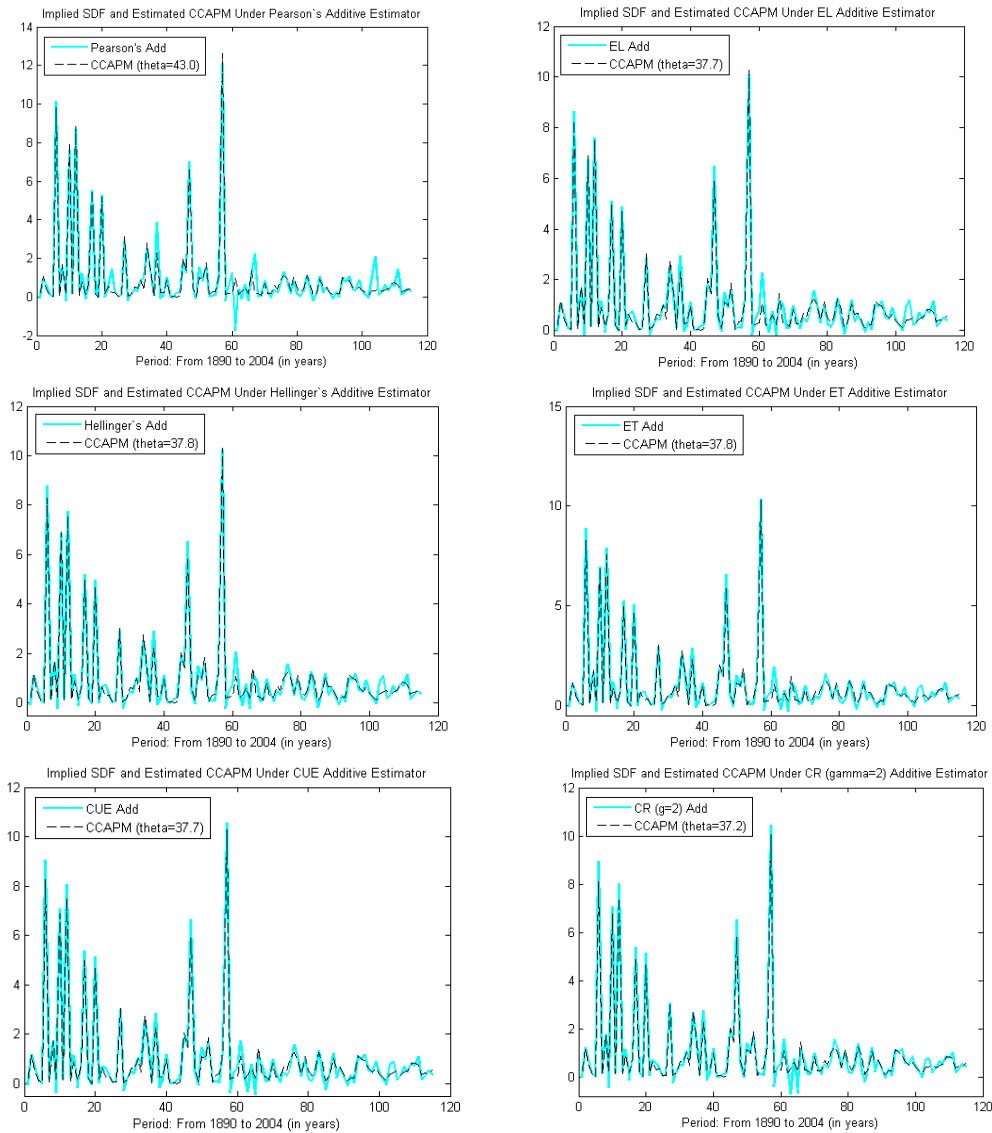 Implied SDF and Estimated CCAPM Under Pearson`s Additive Estimator
14
12
10
8
6
4
2
0
-2
Pearson's Add
CCAPM (theta=43.0)
0 20 40 60 80 100 120
Period: From 1890 to 2004 (in years)
Implied SDF and Estimated CCAPM Under EL Additive Estimator
12
10
8
6
4
2
0
EL Add
CCAPM (theta=37.7)
0 20 40 60 80 100 120
Period: From 1890 to 2004 (in years)
Implied SDF and Estimated CCAPM Under Hellinger`s Additive Estimator
12
10
8
6
4
2
0
Hellinger`s Add
CCAPM (theta=37.8)
0 20 40 60 80 100 120
Period: From 1890 to 2004 (in years)
Implied SDF and Estimated CCAPM Under ET Additive Estimator
15
10
5
0
ET Add
CCAPM (theta=37.8)
0 20 40 60 80 100 120
Period: From 1890 to 2004 (in years)
Implied SDF and Estimated CCAPM Under CUE Additive Estimator
12
10
8
6
4
2
0
CUE Add
CCAPM (theta=37.7)
0 20 40 60 80 100 120
Period: From 1890 to 2004 (in years)
Implied SDF and Estimated CCAPM Under CR (gamma=2) Additive Estimator
12
10
8
6
4
2
0
CR (g=2) Add
CCAPM (theta=37.2)
0 20 40 60 80 100 120
Period: From 1890 to 2004 (in years)